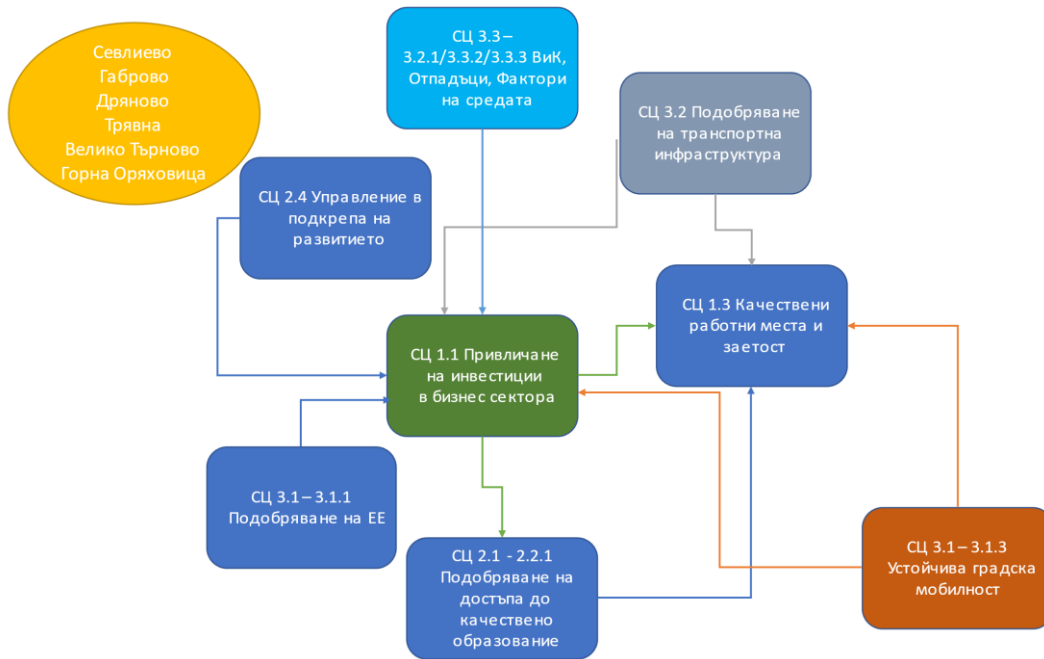 Севлиево
Габрово
Дряново
Трявна
Велико Търново
Горна Оряховица
СЦ 3.3 –
3.2.1/3.3.2/3.3.3 ВиК,
Отпадъци, Фактори
на средата
СЦ 3.2 Подобряване
на транспортна
инфраструктура
СЦ 2.4 Управление в
подкрепа на
развитието
СЦ 1.3 Качествени
работни места и
заетост
СЦ 1.1 Привличане
на инвестиции
в бизнес сектора
СЦ 3.1 – 3.1.1
Подобряване на ЕЕ
СЦ 2.1 - 2.2.1
Подобряване на
достъпа до
качествено
образование
СЦ 3.1 – 3.1.3
Устойчива градска
мобилност